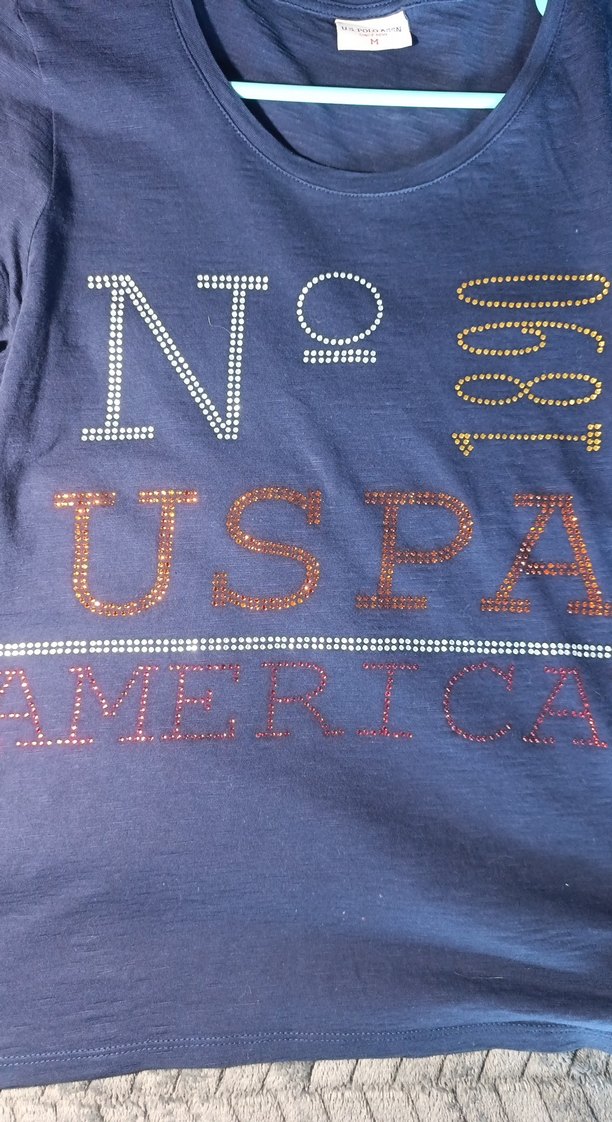 U.S. POLO ASSN
M
Nº 1890
USPA
AMERICA